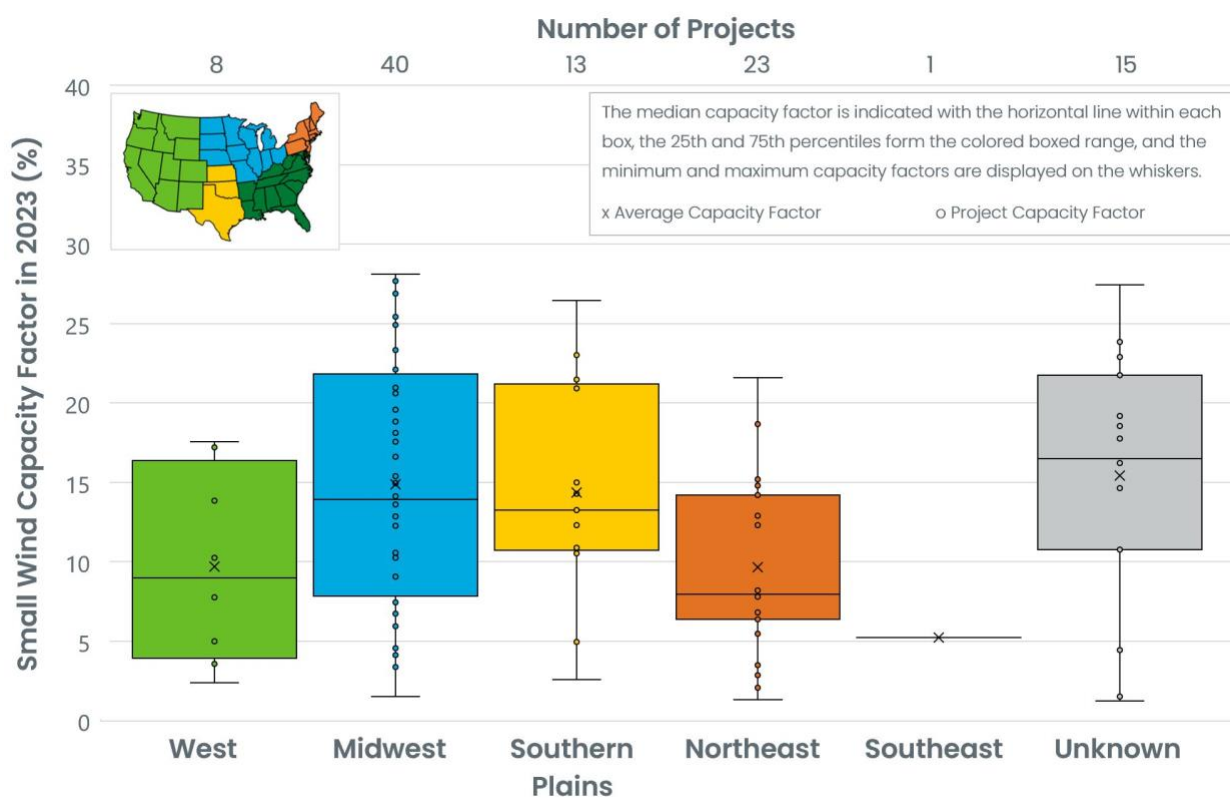 Number of Projects
8 40 13 23 1 15
The median capacity factor is indicated with the horizontal line within each
box, the 25th and 75th percentiles form the colored boxed range, and the
minimum and maximum capacity factors are displayed on the whiskers.
x Average Capacity Factor o Project Capacity Factor
Small Wind Capacity Factor in 2023 (%)
40
35
30
25
20
15
10
5
0
West Midwest Southern Plains Northeast Southeast Unknown